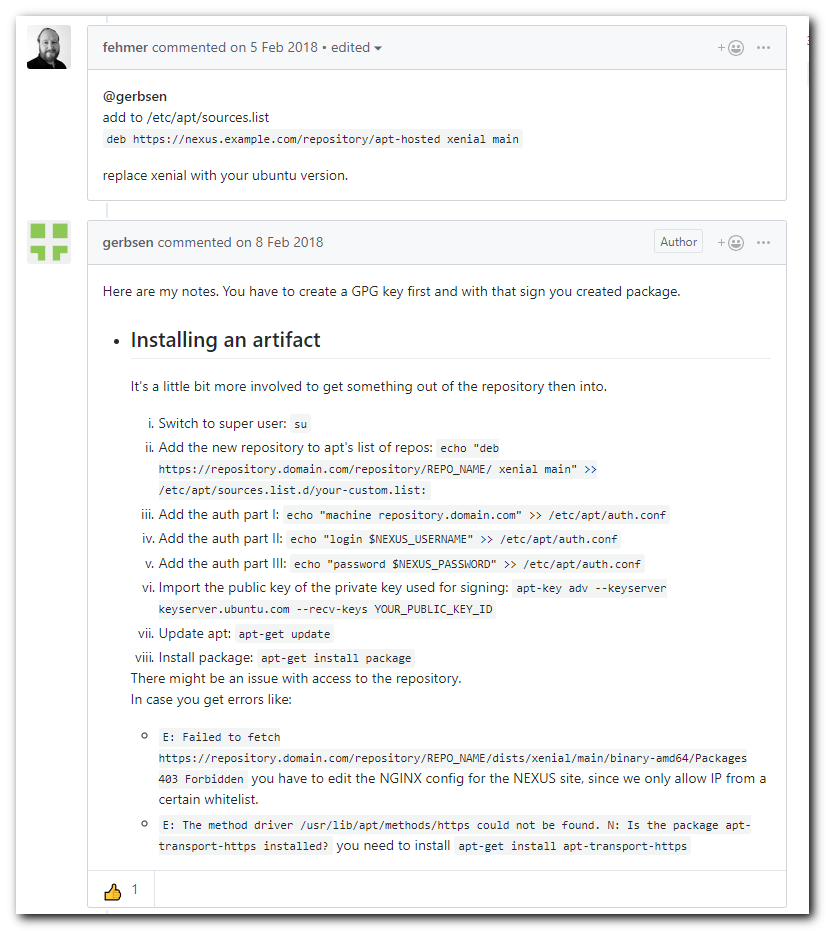 fehmer commented on 5 Feb 2018 • edited
@gerbsen
add to /etc/apt/sources.list
deb https://nexus.example.com/repository/apt-hosted xenial main
replace xenial with your ubuntu version.
gerbsen commented on 8 Feb 2018
Author
Here are my notes. You have to create a GPG key first and with that sign you created package.
• Installing an artifact
It's a little bit more involved to get something out of the repository then into.
i. Switch to super user: su
ii. Add the new repository to apt's list of repos: echo "deb
https://repository.domain.com/repository/REPO_NAME/ xenial main" >>
/etc/apt/sources.list.d/your-custom.list:
iii. Add the auth part I: echo "machine repository.domain.com" >> /etc/apt/auth.conf
iv. Add the auth part II: echo "login $NEXUS_USERNAME" >> /etc/apt/auth.conf
v. Add the auth part III: echo "password $NEXUS_PASSWORD" >> /etc/apt/auth.conf
vi. Import the public key of the private key used for signing: apt-key adv --keyserver
keyserver.ubuntu.com --recv-keys YOUR_PUBLIC_KEY_ID
vii. Update apt: apt-get update
viii. Install package: apt-get install package
There might be an issue with access to the repository.
In case you get errors like:
E: Failed to fetch
https://repository.domain.com/repository/REPO_NAME/dists/xenial/main/binary-amd64/Packages
403 Forbidden you have to edit the NGINX config for the NEXUS site, since we only allow IP from a
certain whitelist.
E: The method driver /usr/lib/apt/methods/https could not be found. N: Is the package apt-
transport-https installed? you need to install apt-get install apt-transport-https
1